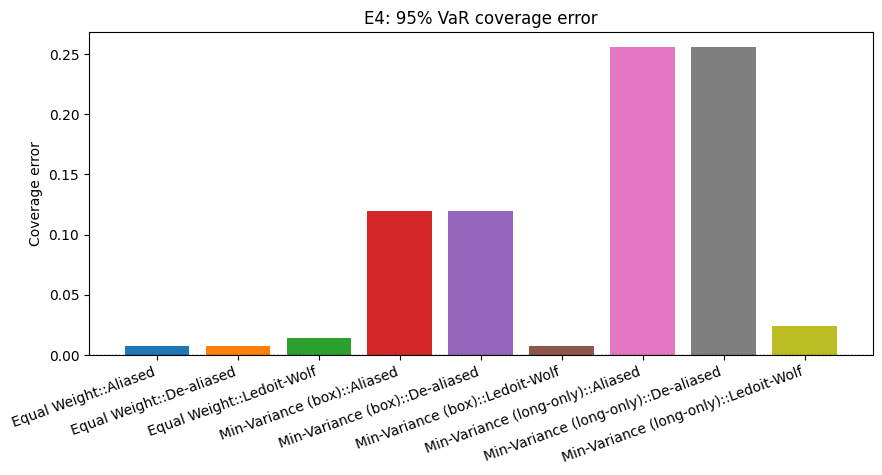 E4: 95% VaR coverage error
Coverage error
0.25
0.20
0.15
0.10
0.05
0.00
Equal Weight::Aliased
Equal Weight::De-aliased
Equal Weight::Ledoit-Wolf
Min-Variance (box)::Aliased
Min-Variance (box)::De-aliased
Min-Variance (box)::Ledoit-Wolf
Min-Variance (long-only)::Aliased
Min-Variance (long-only)::De-aliased
Min-Variance (long-only)::Ledoit-Wolf